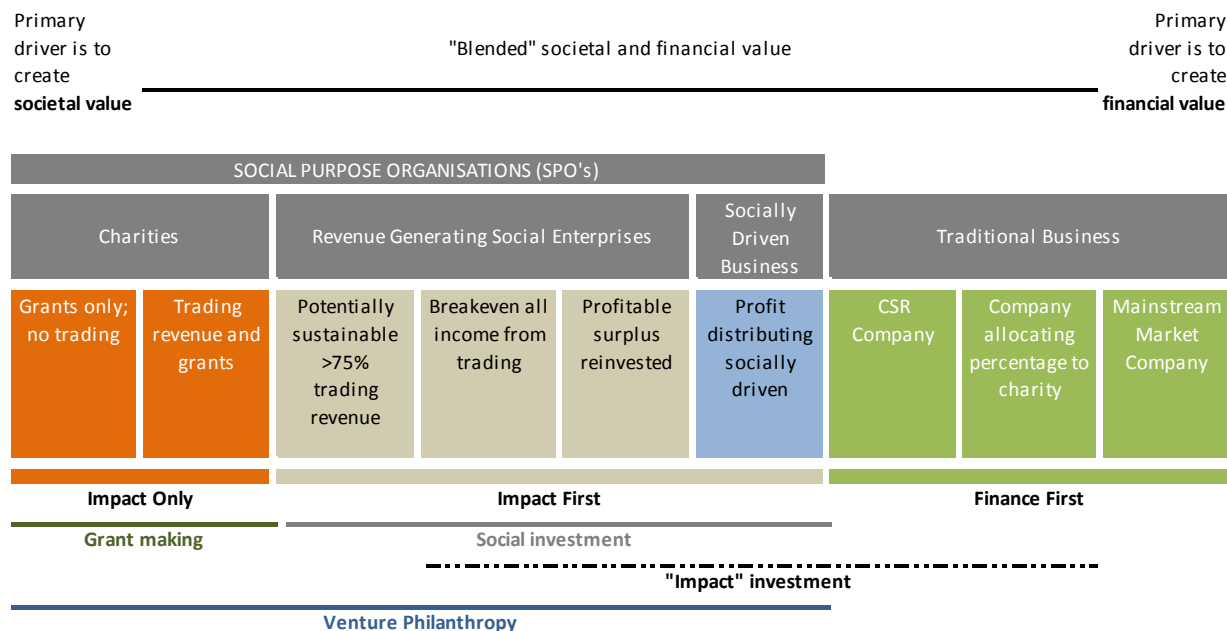 Primary
driver is to
create
societal value
"Blended" societal and financial value
Primary
driver is to
create
financial value
SOCIAL PURPOSE ORGANISATIONS (SPO's)
Charities
Revenue Generating Social Enterprises
Socially
Driven
Business
Traditional Business
Grants only;
no trading
Trading
revenue and
grants
Potentially
sustainable
>75%
trading
revenue
Breakeven all
income from
trading
Profitable
surplus
reinvested
Profit
distributing
socially
driven
CSR
Company
Company
allocating
percentage to
charity
Mainstream
Market
Company
Impact Only
Impact First
Finance First
Grant making
Social investment
"Impact" investment
Venture Philanthropy